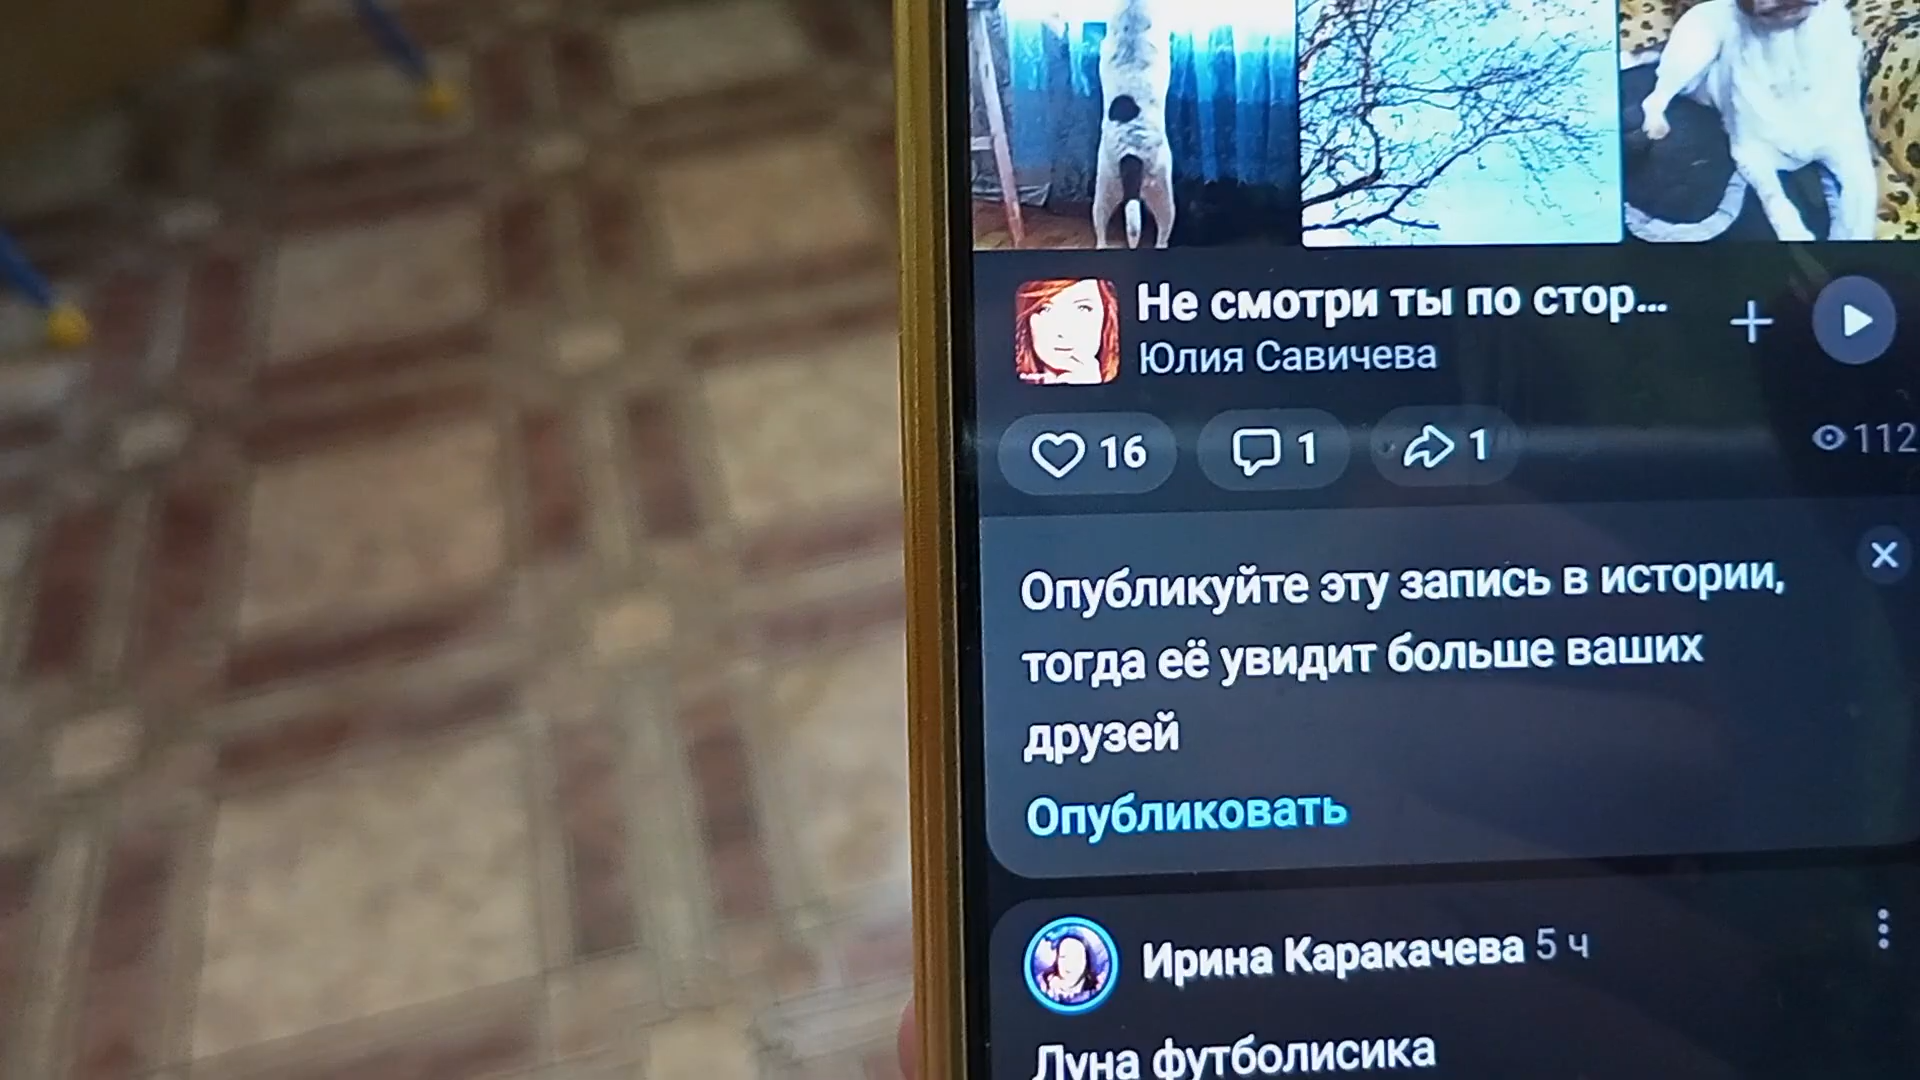 Не смотри ты по стор...
Юлия Савичева
16
1
1
112
Опубликуйте эту запись в истории,
тогда её увидит больше ваших
друзей
Опубликовать
Ирина Каракачева 5 ч
Луна футболисика